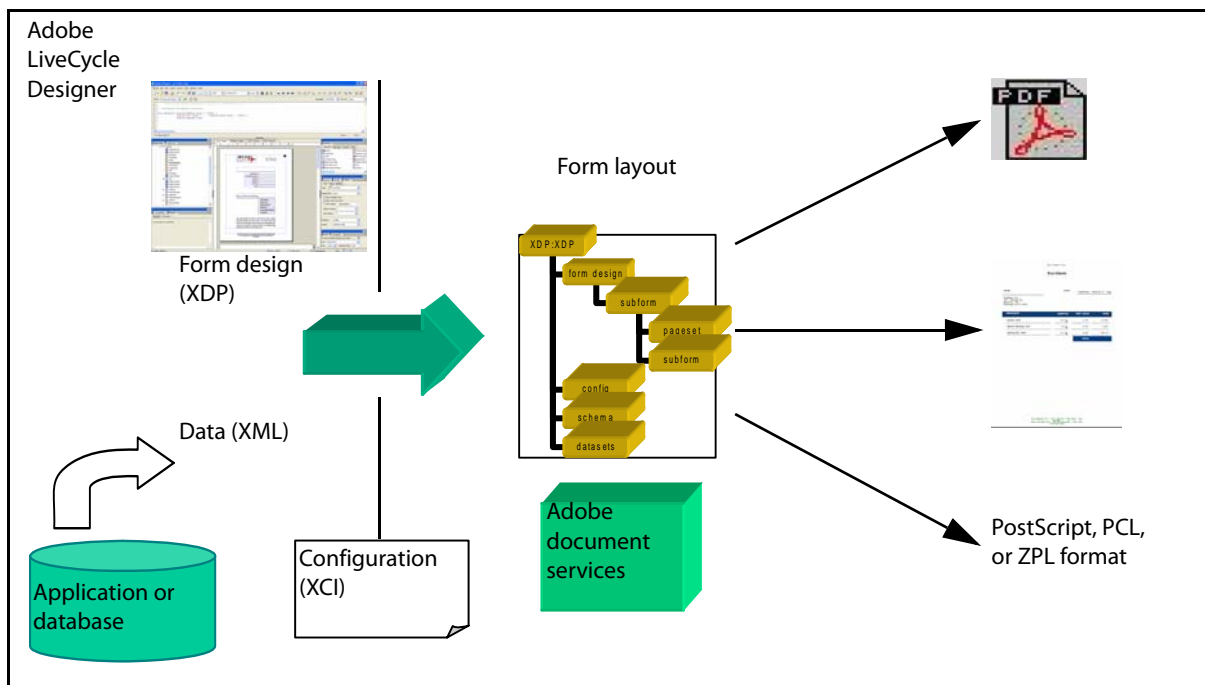 Adobe
LiveCycle
Designer
Form design
(XDP)
Data (XML)
Application or
database
Configuration
(XCI)
Form layout
XDP:XDP
form design
subform
pageset
subform
config
schema
datasets
Adobe
document
services
PDF
PostScript, PCL,
or ZPL format